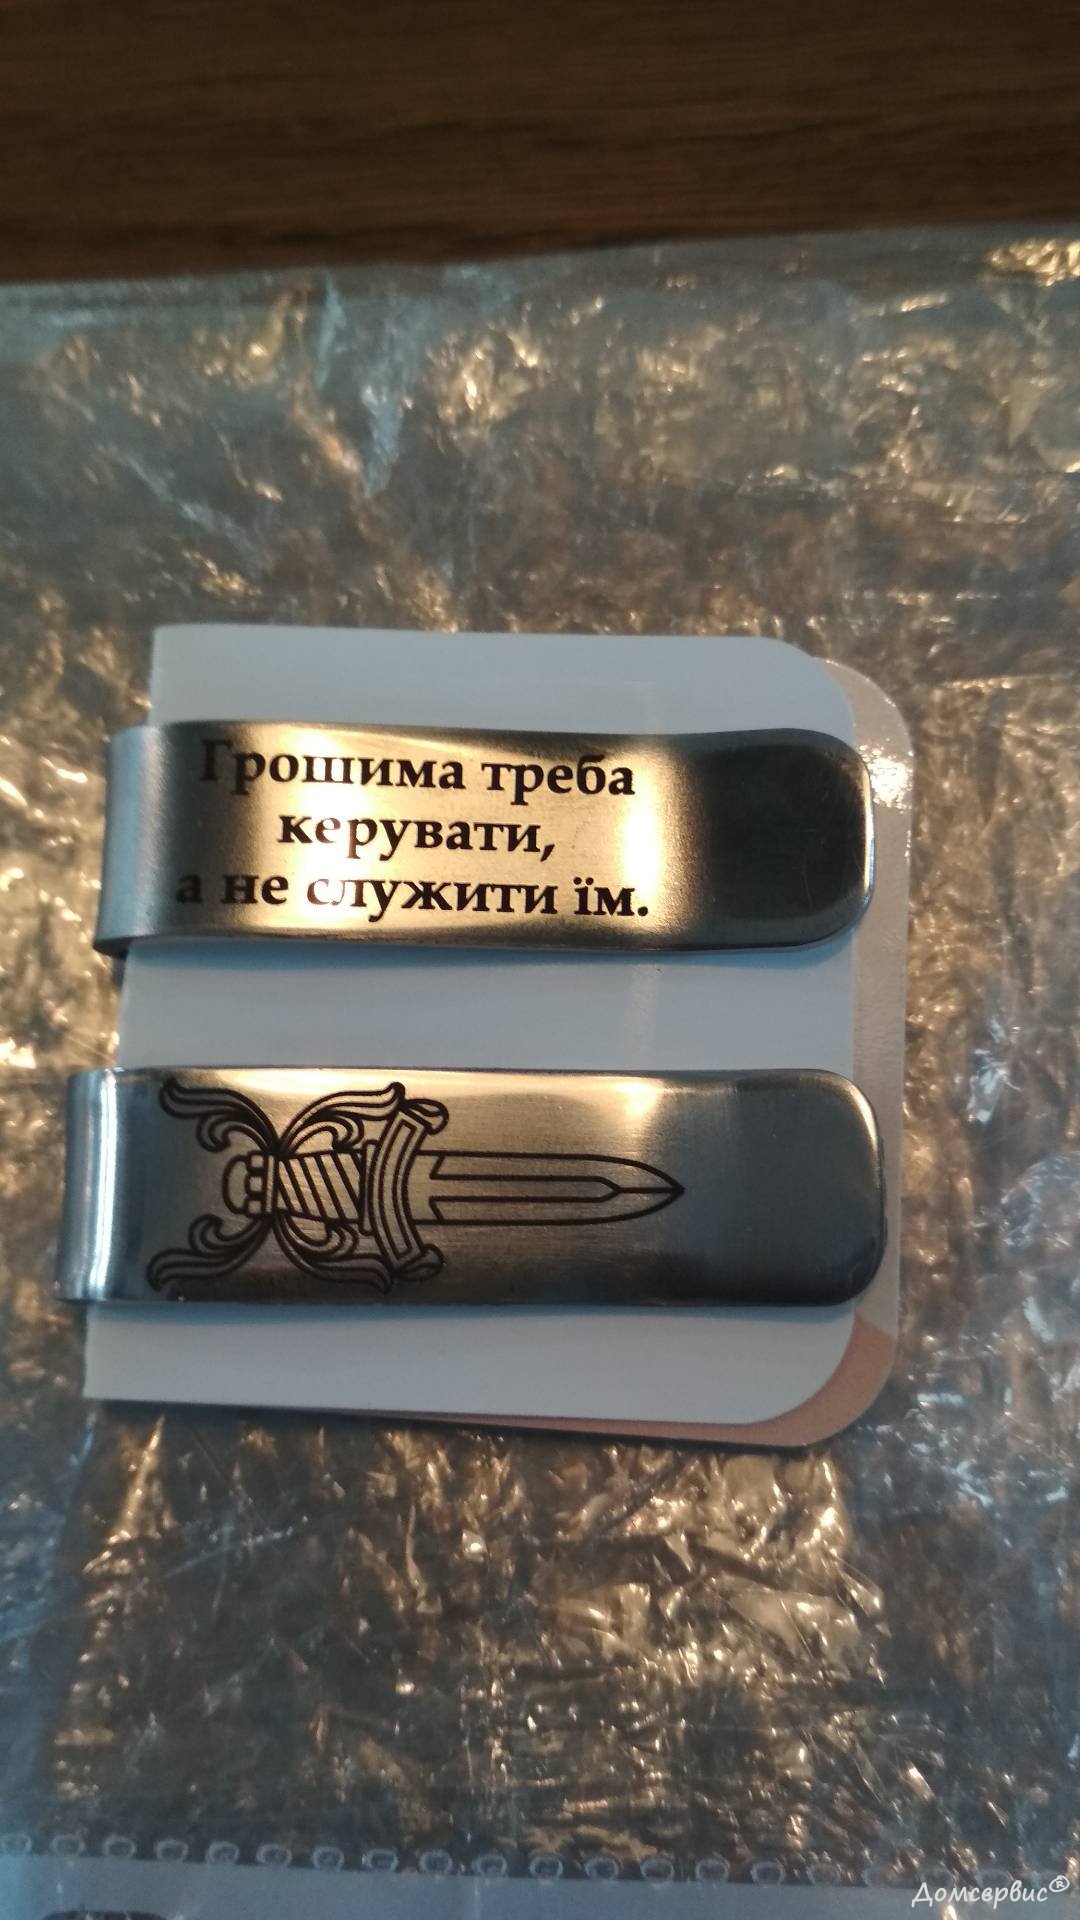 Грошима треба
керувати,
а не служити їм.
Домсервис®